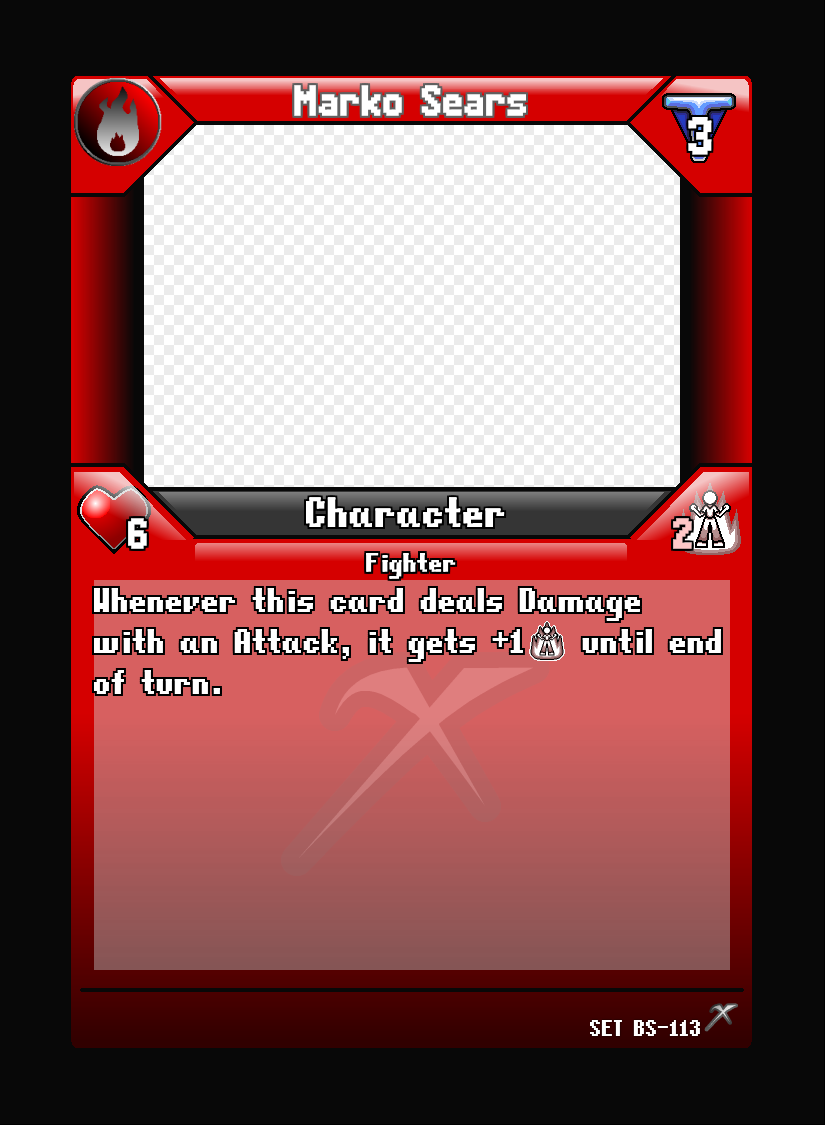 Marko Sears
3
Character
6
2
Fighter
Whenever this card deals Damage
with an Attack, it gets +1 until end
of turn.
SET BS-113